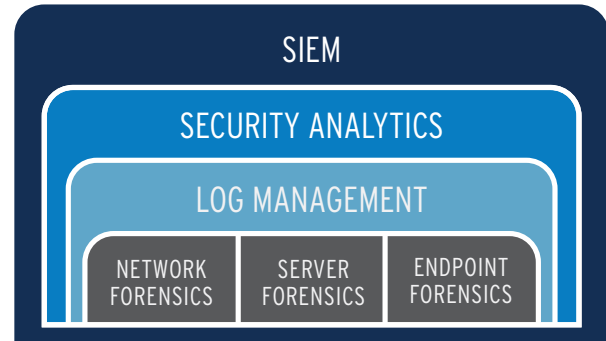 SIEM
SECURITY ANALYTICS
LOG MANAGEMENT
NETWORK
FORENSICS
SERVER
FORENSICS
ENDPOINT
FORENSICS